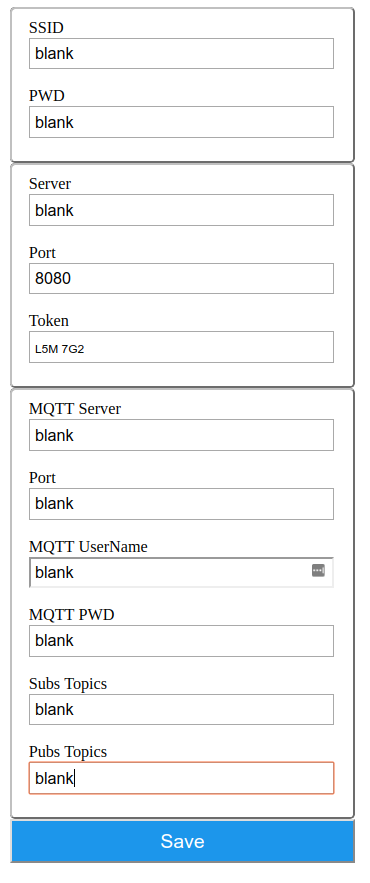 SSID
blank
PWD
blank
Server
blank
Port
8080
Token
L5M 7G2
MQTT Server
blank
Port
blank
MQTT UserName
blank
MQTT PWD
blank
Subs Topics
blank
Pubs Topics
blank
Save